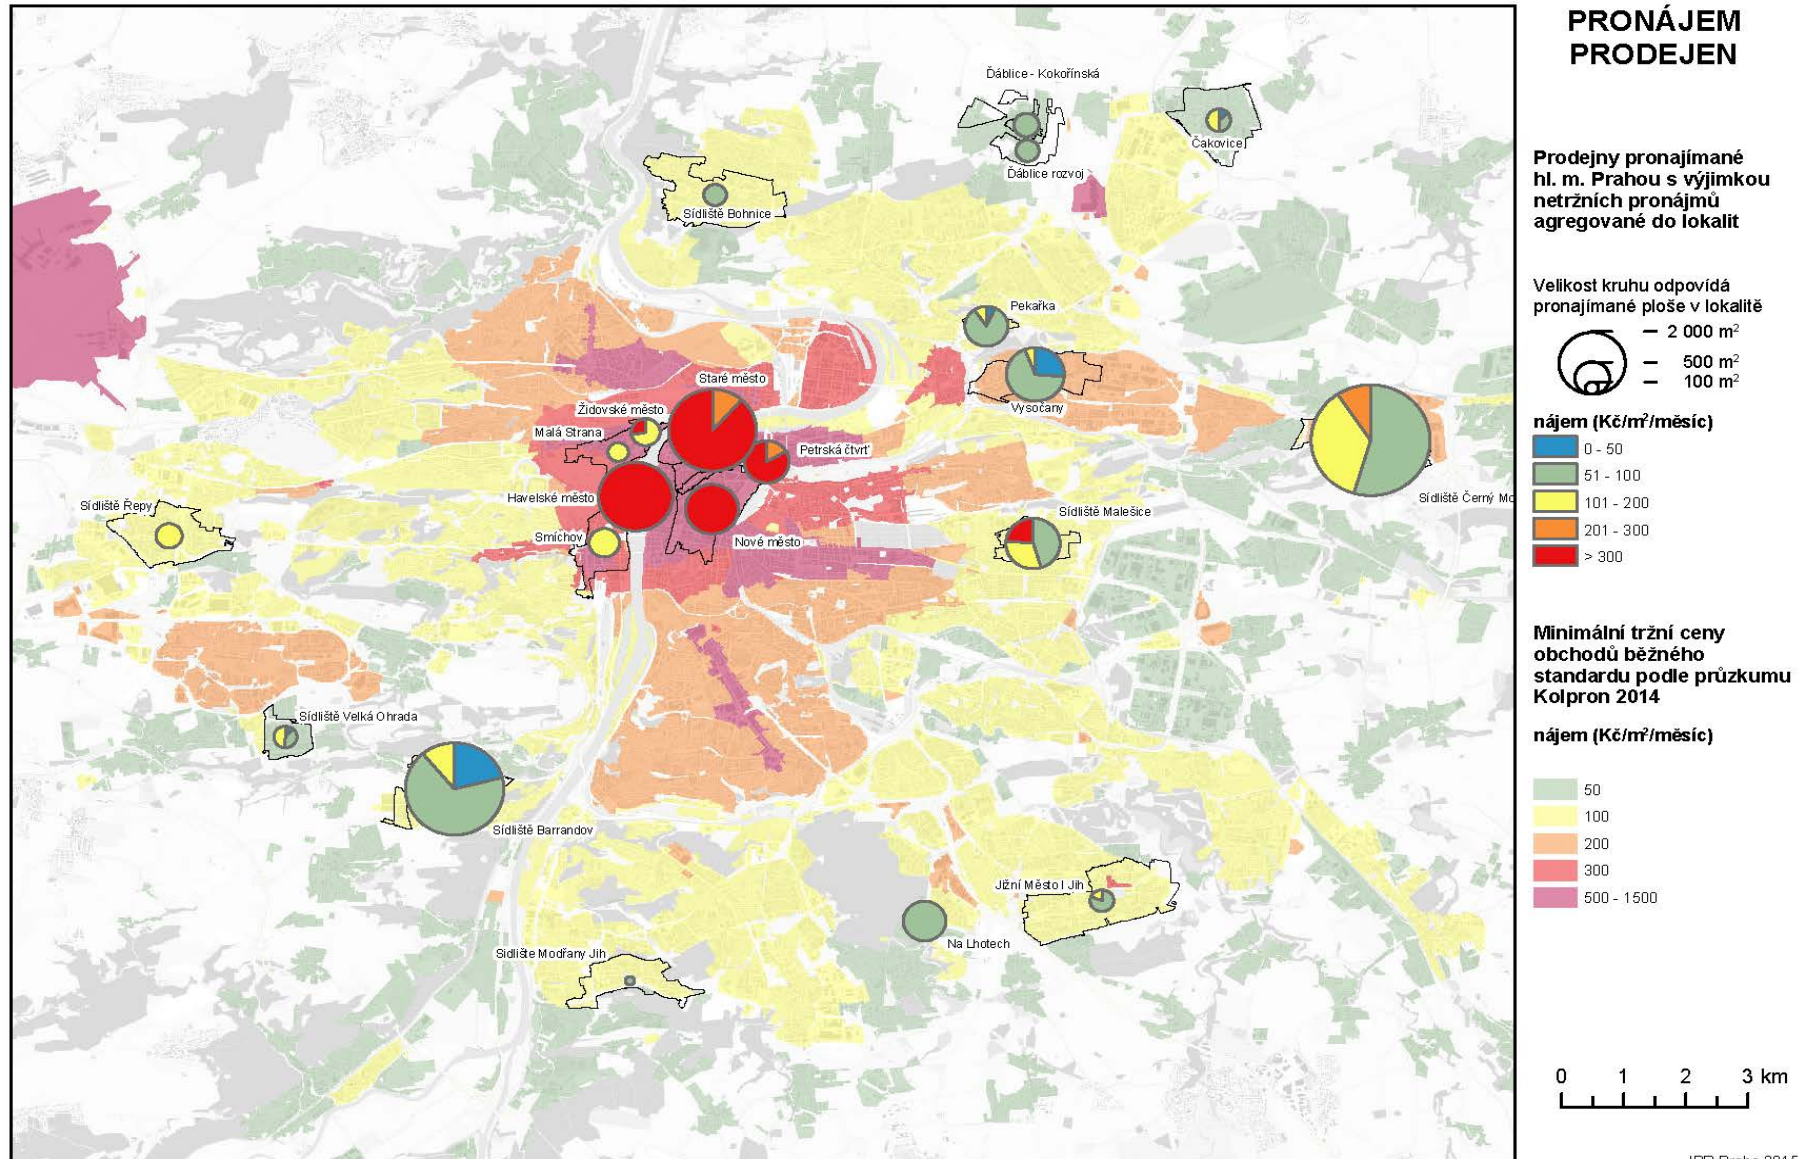 PRONÁJEM
PRODEJEN
Prodejny pronajímané
hl. m. Prahou s výjimkou
netržních pronájmů
agregované do lokalit
Velikost kruhu odpovídá
pronajímané ploše v lokalitě
2 000 m²
500 m²
100 m²
nájem (Kč/m²/měsíc)
0 - 50
51 - 100
101 - 200
201 - 300
> 300
Minimální tržní ceny
obchodů běžného
standardu podle průzkumu
Kolpron 2014
nájem (Kč/m²/měsíc)
50
100
200
300
500 - 1500
0 1 2 3 km
Ďáblice - Kokořínská
Čakovice
Ďáblice rozvoj
Sídliště Bohnice
Pekařka
Staré město
Židovské město
Vysočany
Malá Strana
Petrská čtvrť
Havelské město
Sídliště Černý Mo
Sídliště Řepy
Sídliště Malešice
Smíchov
Nové město
Sídliště Velká Ohrada
Sídliště Barrandov
Jižní Město I Jih
Na Lhotech
Sidlište Modřany Jih